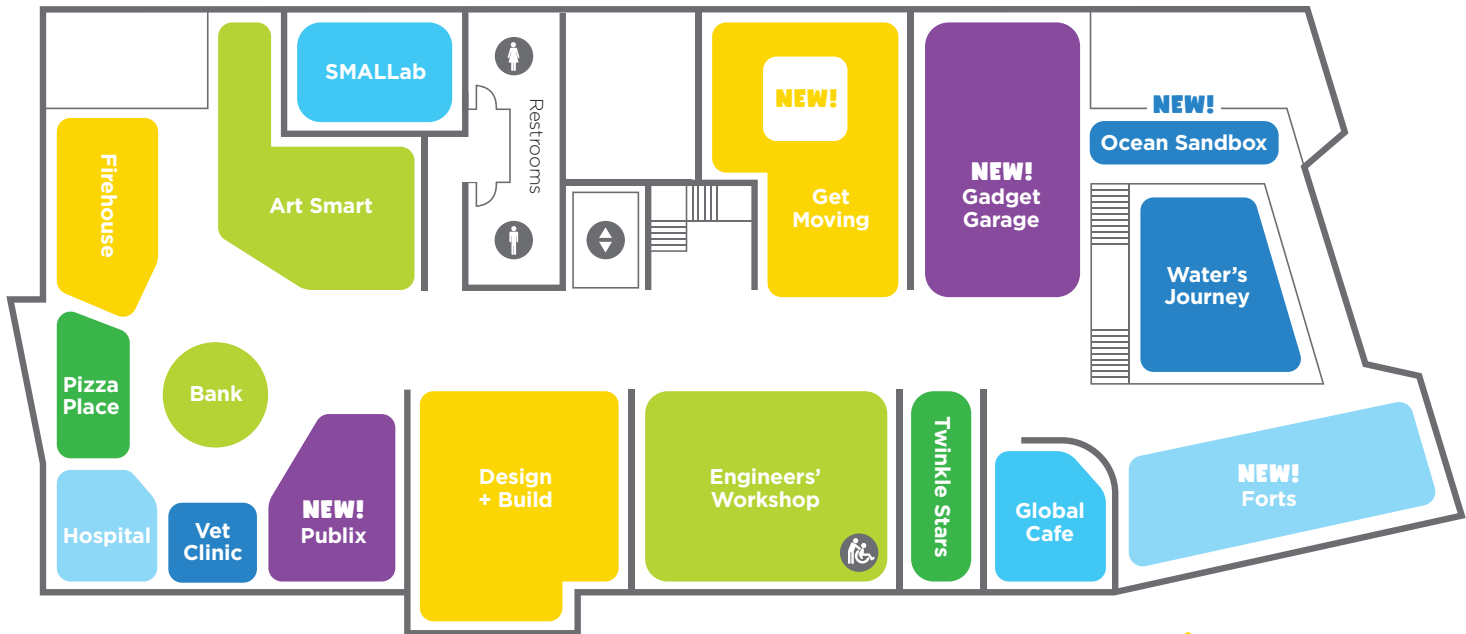 SMALLab
Restrooms
NEW!
Get
Moving
NEW!
Gadget
Garage
NEW!
Ocean Sandbox
Water's
Journey
Firehouse
Art Smart
Pizza
Place
Bank
Hospital
Vet
Clinic
NEW!
Publix
Design
+ Build
Engineers'
Workshop
Twinkle Stars
Global
Cafe
NEW!
Forts